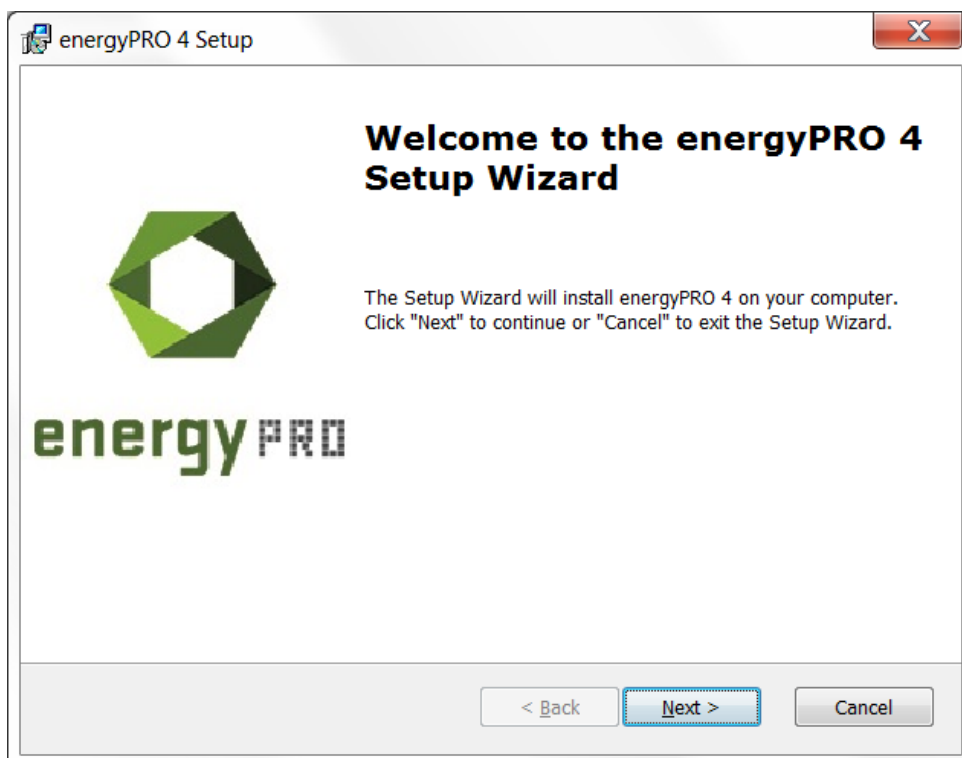 energyPRO 4 Setup
Welcome to the energyPRO 4
Setup Wizard
The Setup Wizard will install energyPRO 4 on your computer.
Click "Next" to continue or "Cancel" to exit the Setup Wizard.
energyPRO
< Back
Next >
Cancel